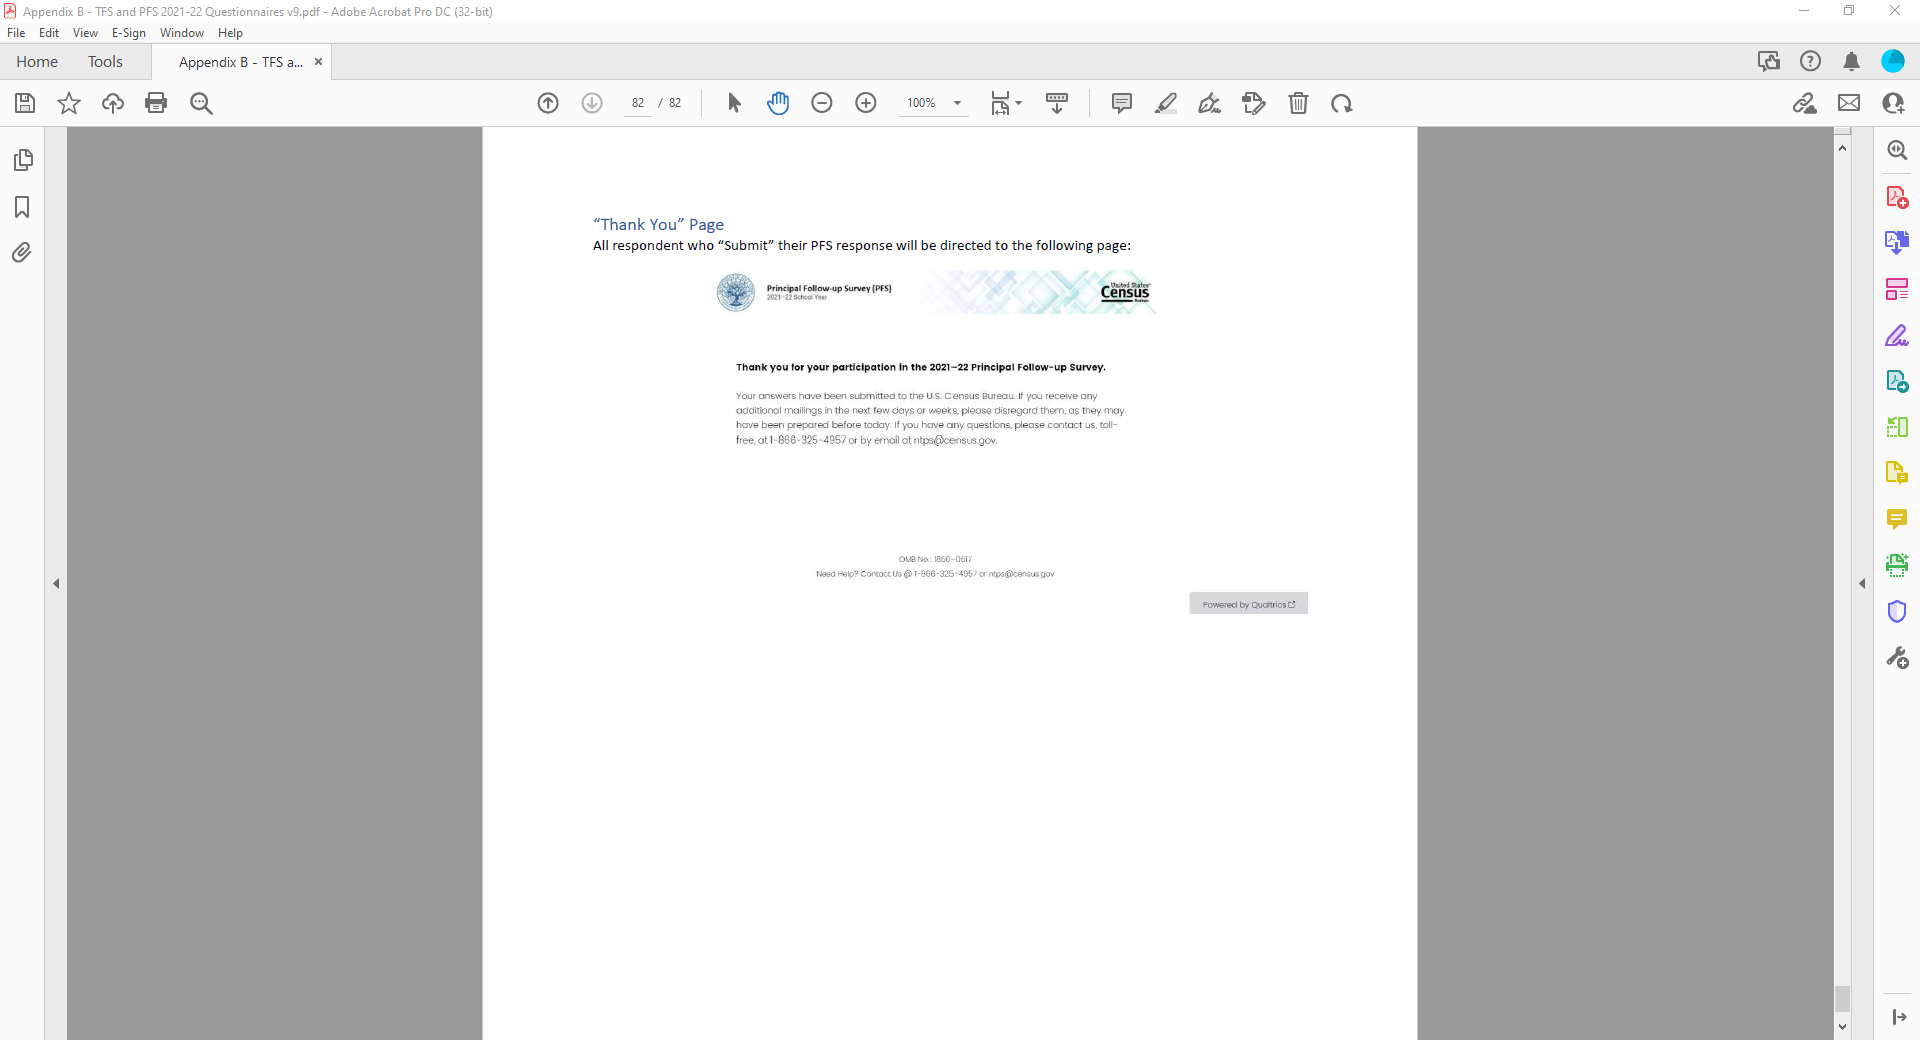 Appendix B - TFS and PFS 2021-22 Questionnaires v9.pdf - Adobe Acrobat Pro DC (32-bit)
File Edit View E-Sign Window Help
Home Tools Appendix B - TFS a... ×
82 / 82 100%
“Thank You” Page
All respondent who “Submit” their PFS response will be directed to the following page:
Principal Follow-up Survey (PFS)
2021-22 School Year
United States®
Census
Bureau
Thank you for your participation in the 2021–22 Principal Follow-up Survey.
Your answers have been submitted to the U.S. Census Bureau. If you receive any
additional mailings in the next few days or weeks, please disregard them, as they may
have been prepared before today. If you have any questions, please contact us, toll-
free, at 1-866-325-4957 or by email at ntps@census.gov.
OMB No.: 1850-0617
Need Help? Contact Us @ 1-866-325-4957 or ntps@census.gov
Powered by Qualtrics